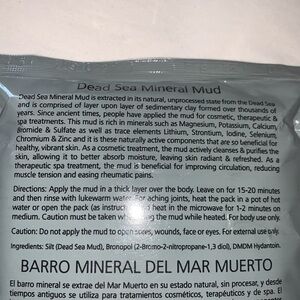 Dead Sea Mineral Mud
Dead Sea Mineral Mud is extracted in its natural, unprocessed state from the Dead Sea
and is comprised of layer upon layer of sedimentary clay formed over thousands of
years. Since ancient times, people have applied the mud for cosmetic, therapeutic &
spa treatments. This mud is rich in minerals such as Magnesium, Potassium, Calcium,
Bromide & Sulfate as well as trace elements Lithium, Strontium, Iodine, Selenium,
Chromium & Zinc and it is these naturally active components that are so beneficial for
healthy, vibrant skin. As a cosmetic treatment, the mud actively cleanses & purifies the
skin, allowing it to better absorb moisture, leaving skin radiant & refreshed. As a
therapeutic spa treatment, the mud is beneficial for improving circulation, reducing
muscle tension and easing rheumatic pains.
Directions: Apply the mud in a thick layer over the body. Leave on for 15-20 minutes
and then rinse with lukewarm water. For aching joints, heat the pack in a pot of hot
water or open the pack (as instructed) and heat in the microwave for 1-2 minutes on
medium. Caution must be taken when using the mud while heated. For body use only.
Caution: Do not apply the mud to open sores, wounds, face or eyes. For external use only.
Ingredients: Silt (Dead Sea Mud), Bronopol (2-Bromo-2-nitropropane-1,3 diol), DMDM Hydantoin.
BARRO MINERAL DEL MAR MUERTO
El barro mineral se extrae del Mar Muerto en su estado natural, sin procesar, y desde
tiempos antiguos se utiliza para tratamientos cosméticos, terapéuticos y de spa. El